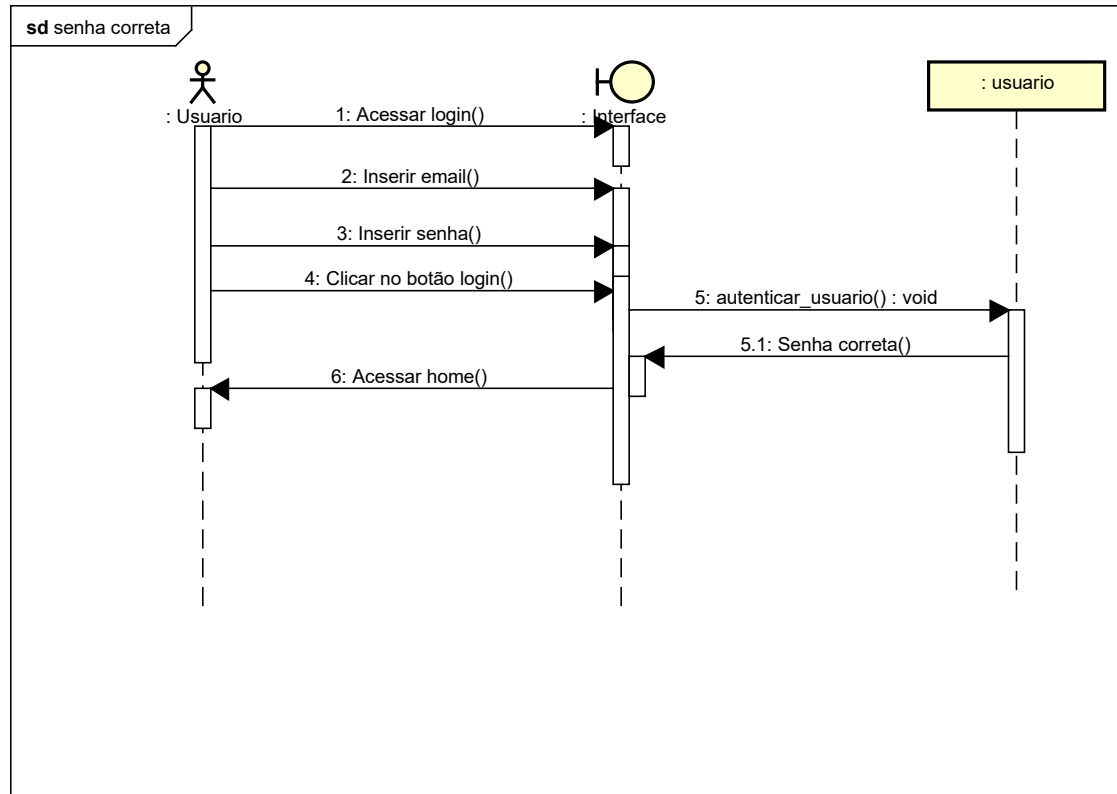 sd senha correta
: Usuario
: Interface
: usuario
1: Acessar login()
2: Inserir email()
3: Inserir senha()
4: Clicar no botão login()
5: autenticar_usuario() : void
5.1: Senha correta()
6: Acessar home()